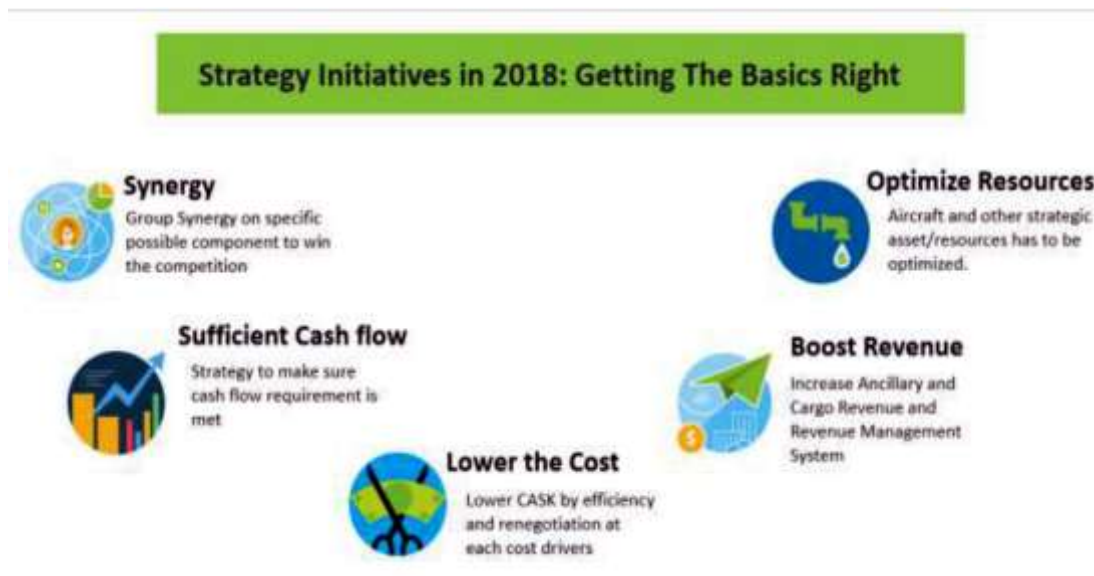 Strategy Initiatives in 2018: Getting The Basics Right
Synergy
Group Synergy on specific
possible component to win
the competition
Optimize Resources
Aircraft and other strategic
asset/resources has to be
optimized.
Sufficient Cash flow
Strategy to make sure
cash flow requirement is
met
Boost Revenue
Increase Ancillary and
Cargo Revenue and
Revenue Management
System
Lower the Cost
Lower CASK by efficiency
and renegotiation at
each cost drivers